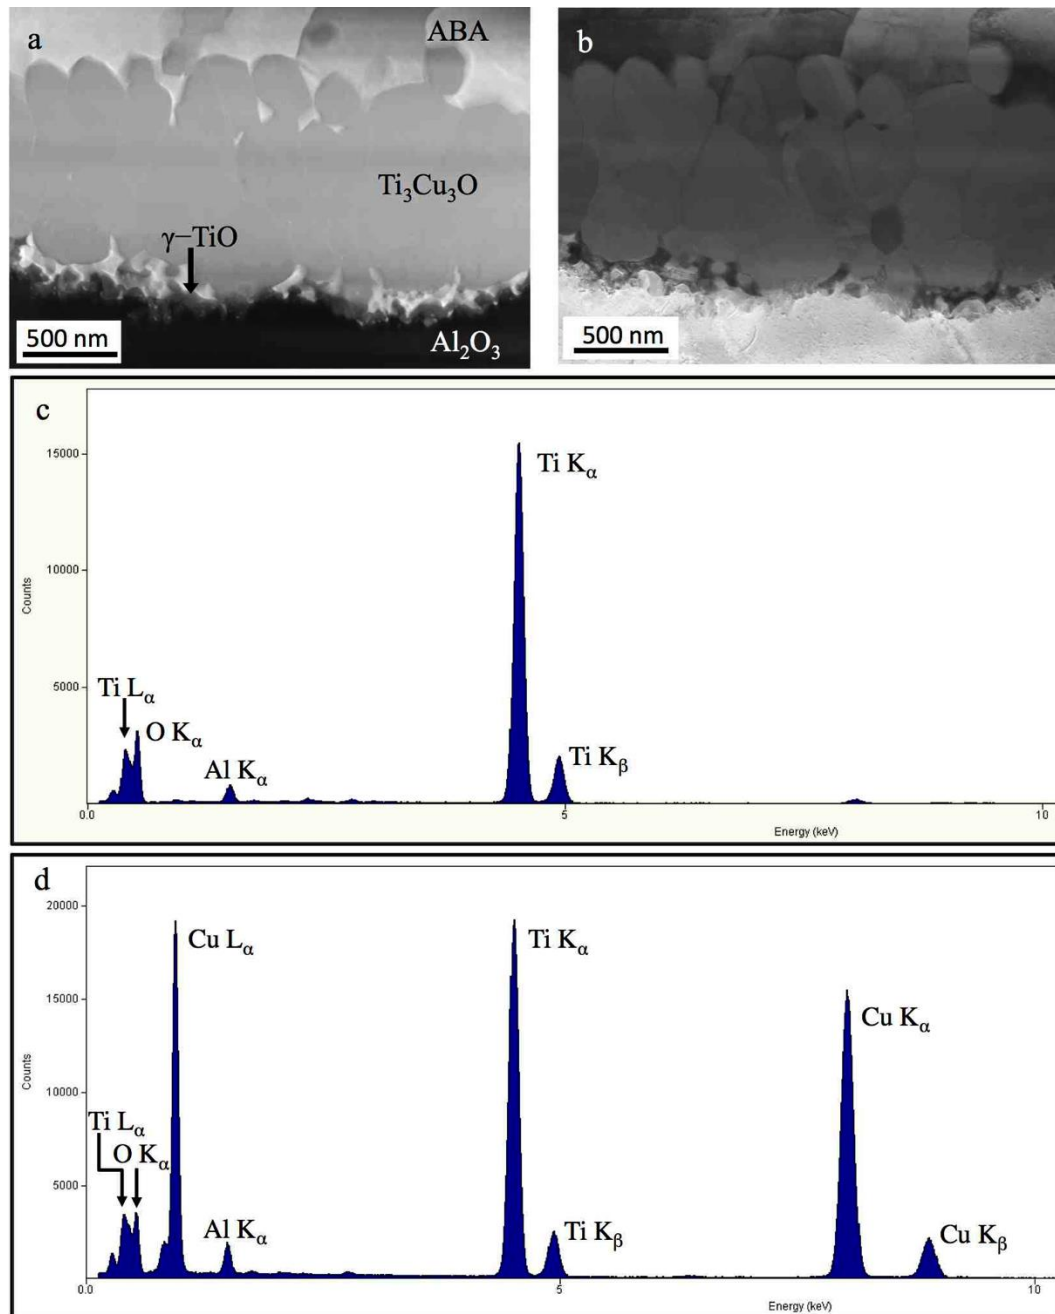 a
ABA
Ti₃Cu₃O
γ–TiO
500 nm
Al₂O₃
b
500 nm
c
15000
Ti Kα
10000
Counts
5000
Ti Lα
O Kα
Al Kα
Ti Kβ
0.0 5 10
Energy (keV)
d
20000
Cu Lα
Ti Kα
15000
Cu Kα
Counts
10000
Ti Lα
O Kα
5000
Al Kα
Ti Kβ
Cu Kβ
0.0 5 10
Energy (keV)